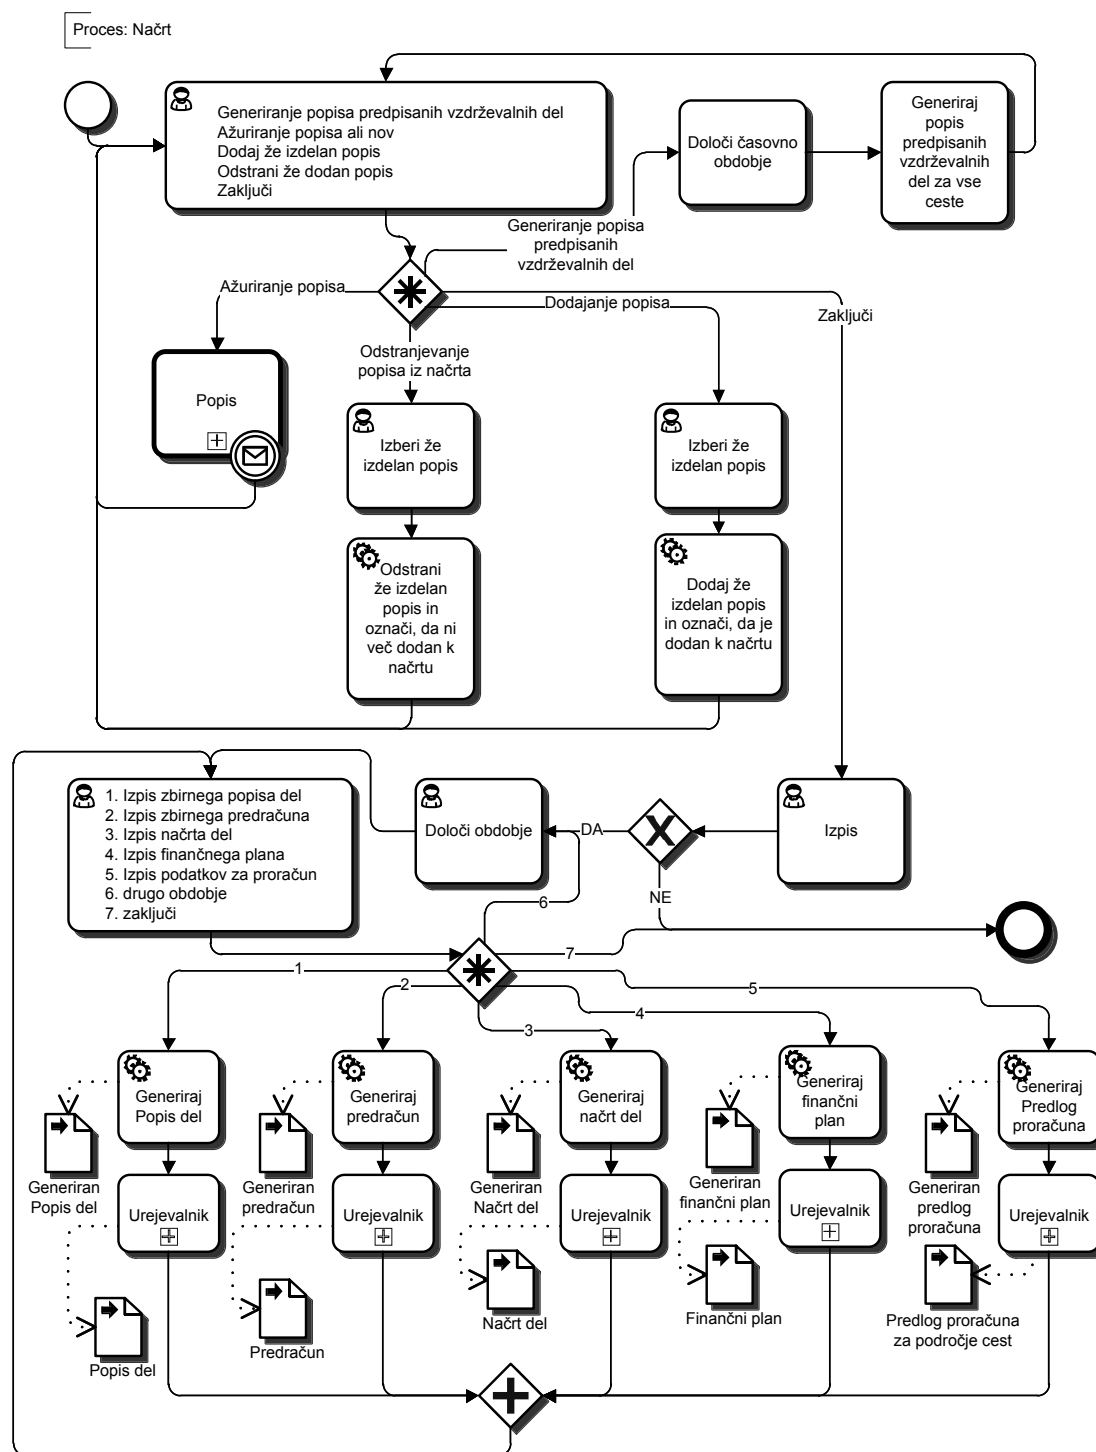 Proces: Načrt
Generiranje popisa predpisanih vzdrževalnih del
Ažuriranje popisa ali nov
Dodaj že izdelan popis
Odstrani že dodan popis
Zaključi
Določi časovno
obdobje
Generiraj
popis
predpisanih
vzdrževalnih
del za vse
ceste
Generiranje popisa
predpisanih
vzdrževalnih del
Ažuriranje popisa
Dodajanje popisa
Zaključi
Odstranjevanje
popisa iz načrta
Popis
Izberi že
izdelan popis
Izberi že
izdelan popis
Odstrani
že izdelan
popis in
označi, da ni
več dodan k
načrtu
Dodaj že
izdelan popis
in označi, da je
dodan k načrtu
1. Izpis zbirnega popisa del
2. Izpis zbirnega predračuna
3. Izpis načrta del
4. Izpis finančnega plana
5. Izpis podatkov za proračun
6. drugo obdobje
7. zaključi
Določi obdobje
DA
Izpis
NE
6
7
1
2
3
4
5
Generiraj
Popis del
Generiraj
predračun
Generiraj
načrt del
Generiraj
finančni
plan
Generiraj
Predlog
proračuna
Generiran
Popis del
Generiran
predračun
Generiran
Načrt del
Generiran
finančni plan
Generiran
predlog
proračuna
Urejevalnik
Urejevalnik
Urejevalnik
Urejevalnik
Urejevalnik
Popis del
Predračun
Načrt del
Finančni plan
Predlog proračuna
za področje cest